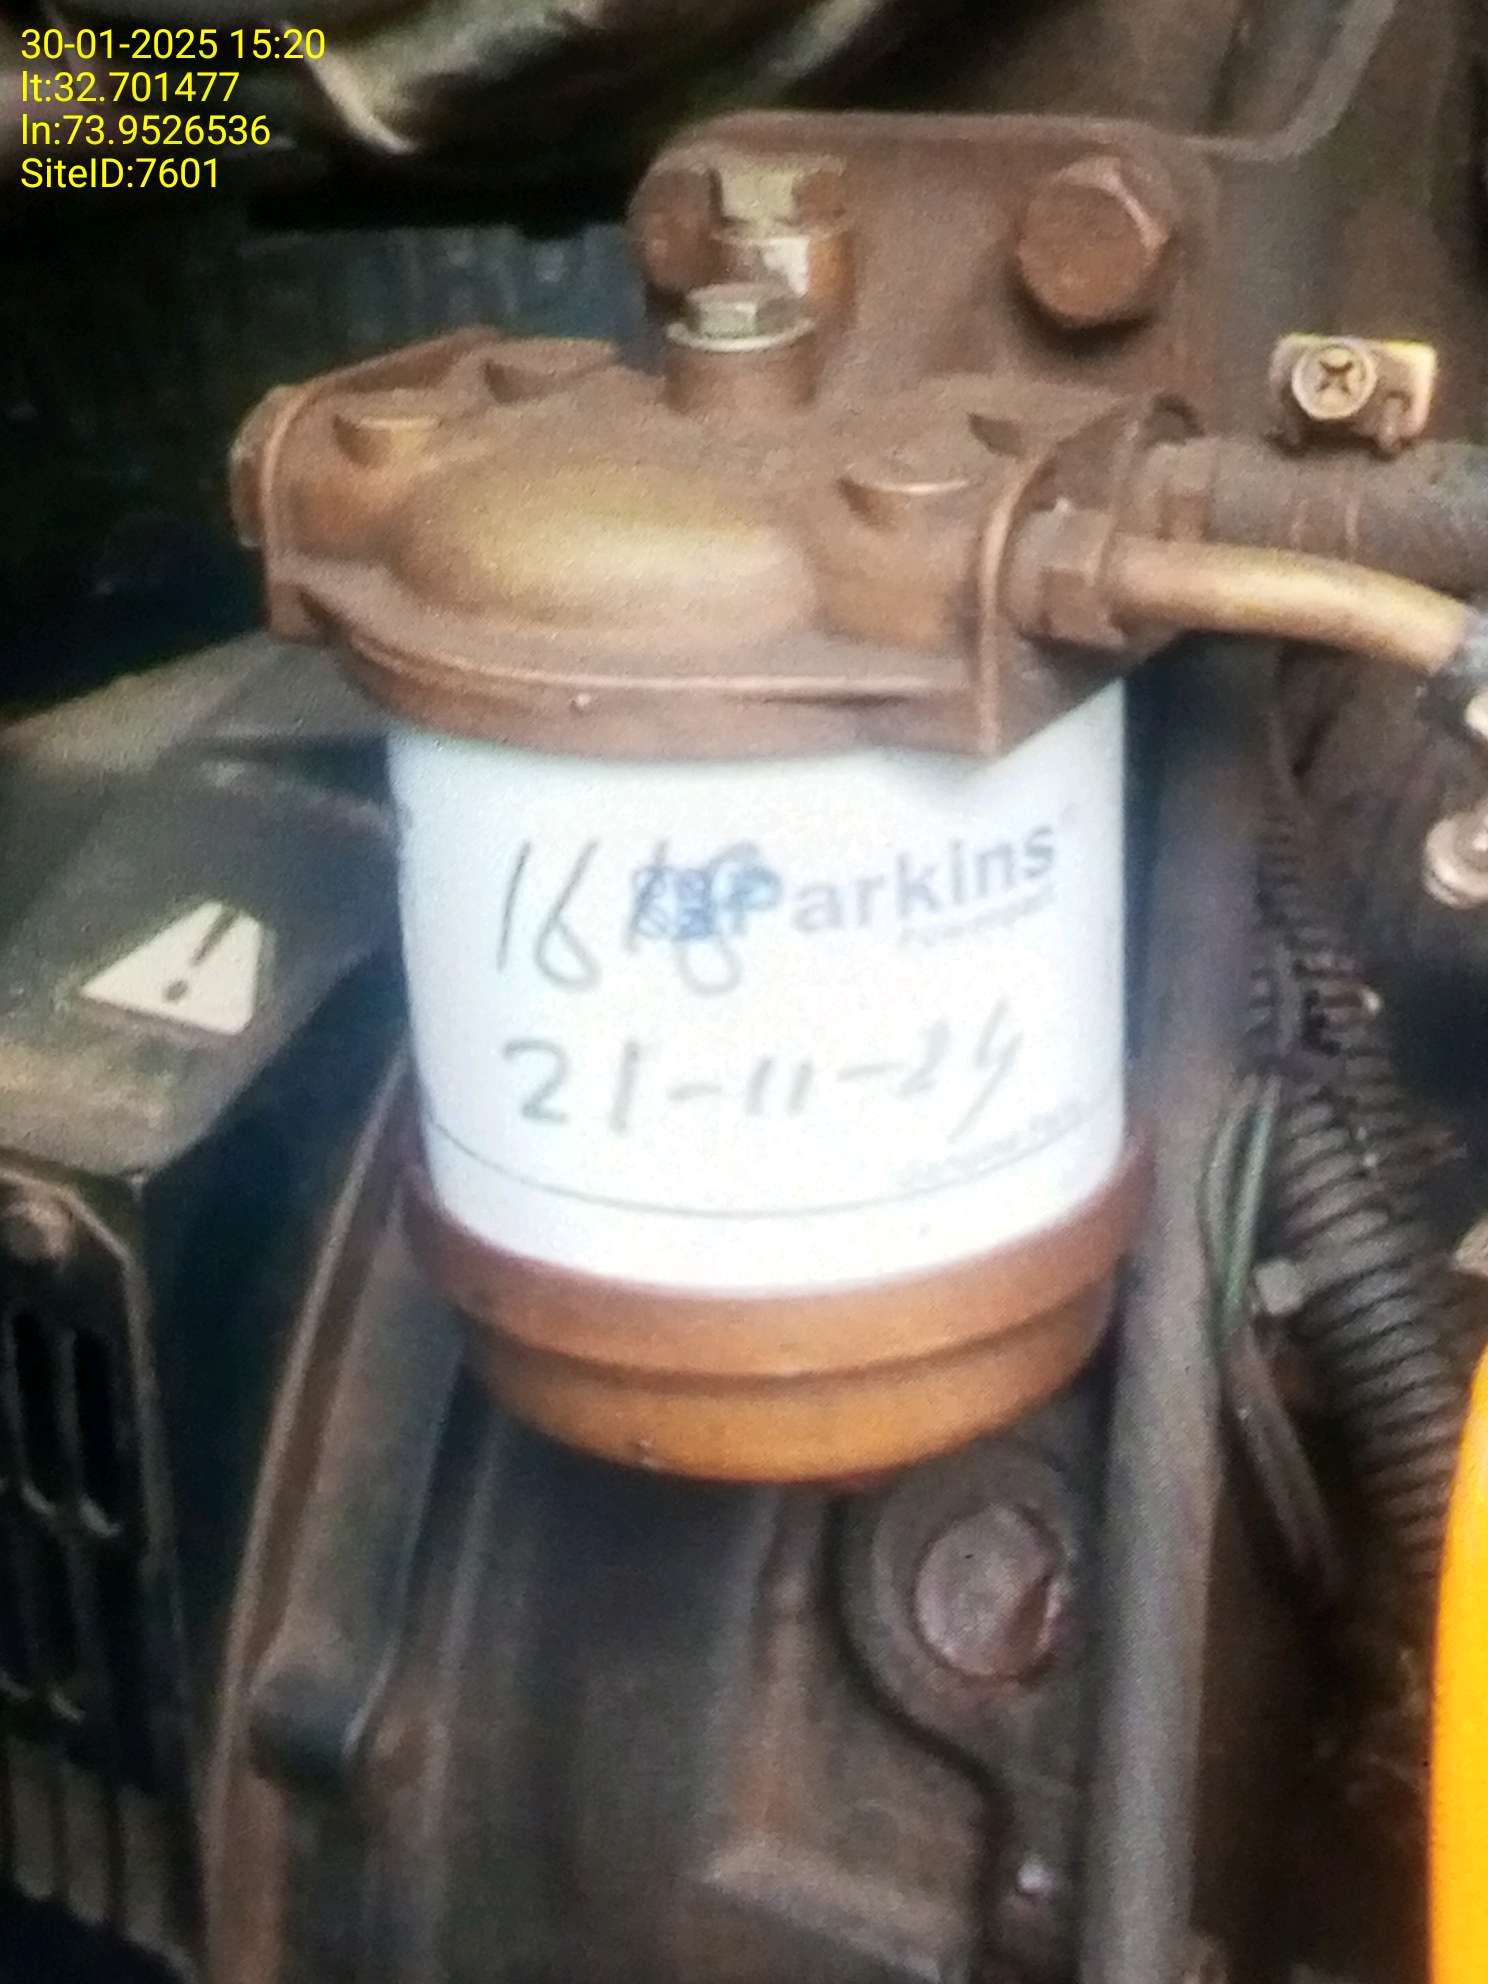 30-01-2025 15:20
lt:32.701477
ln:73.9526536
SiteID:7601
Parkins
21-11-24